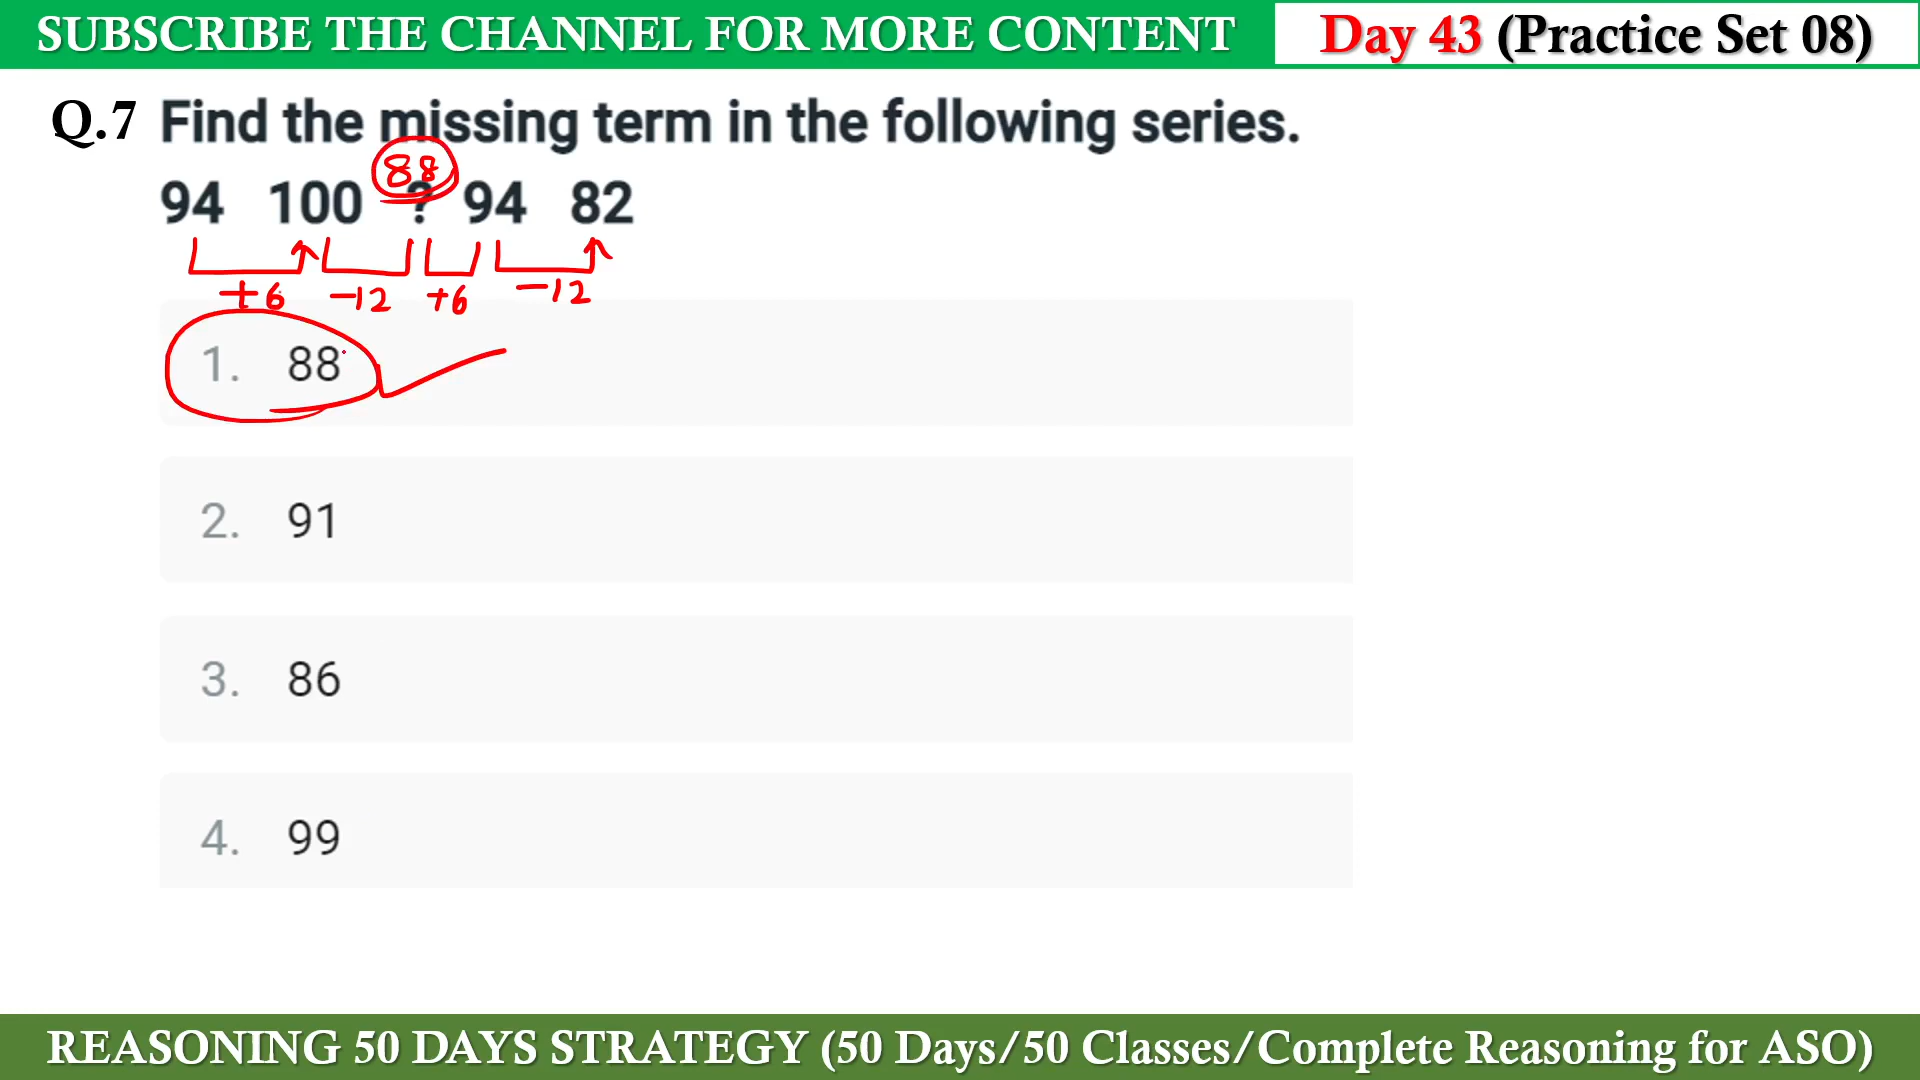 SUBSCRIBE THE CHANNEL FOR MORE CONTENT
Day 43 (Practice Set 08)
Q.7 Find the missing term in the following series.
88
94 100 ? 94 82
+6 -12 +6 -12
1. 88
2. 91
3. 86
4. 99
REASONING 50 DAYS STRATEGY (50 Days/50 Classes/Complete Reasoning for ASO)